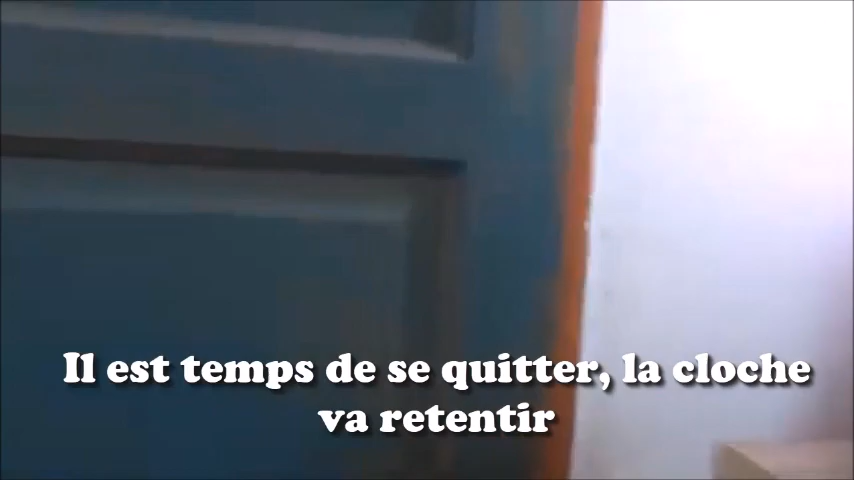 Il est temps de se quitter, la cloche
va retentir